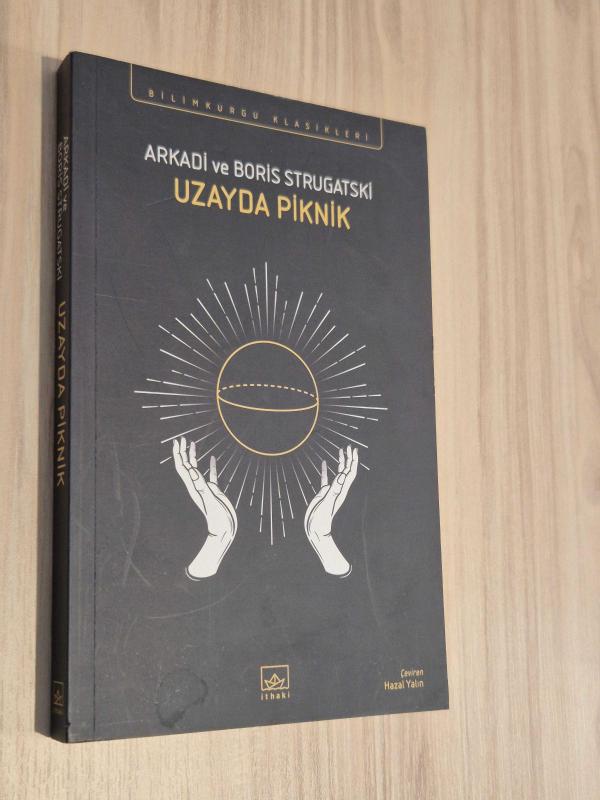 BİLİMKURGU KLASİKLERİ
ARKADİ ve BORİS STRUGATSKİ
UZAYDA PİKNİK
Çeviren
Hazal Yalın
ithaki
ARKADİ ve
BORİS STRUGATSKİ
UZAYDA PİKNİK
ithaki